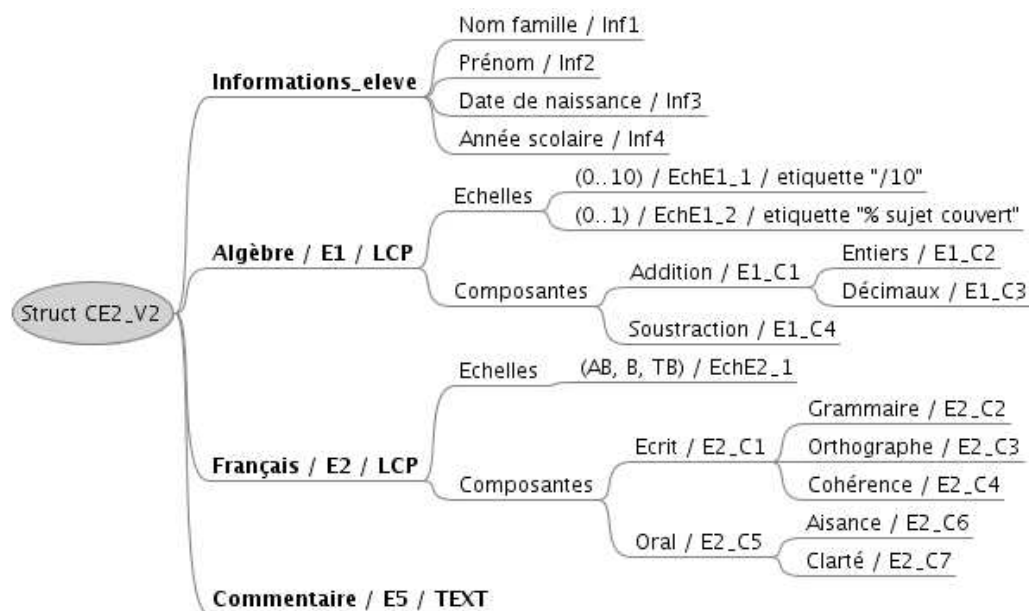 Struct CE2_V2
Informations_eleve
Nom famille / Inf1
Prénom / Inf2
Date de naissance / Inf3
Année scolaire / Inf4
Algèbre / E1 / LCP
Echelles
(0..10) / EchE1_1 / etiquette "/10"
(0..1) / EchE1_2 / etiquette "% sujet couvert"
Composantes
Addition / E1_C1
Entiers / E1_C2
Décimaux / E1_C3
Soustraction / E1_C4
Français / E2 / LCP
Echelles
(AB, B, TB) / EchE2_1
Composantes
Ecrit / E2_C1
Grammaire / E2_C2
Orthographe / E2_C3
Cohérence / E2_C4
Oral / E2_C5
Aisance / E2_C6
Clarté / E2_C7
Commentaire / E5 / TEXT